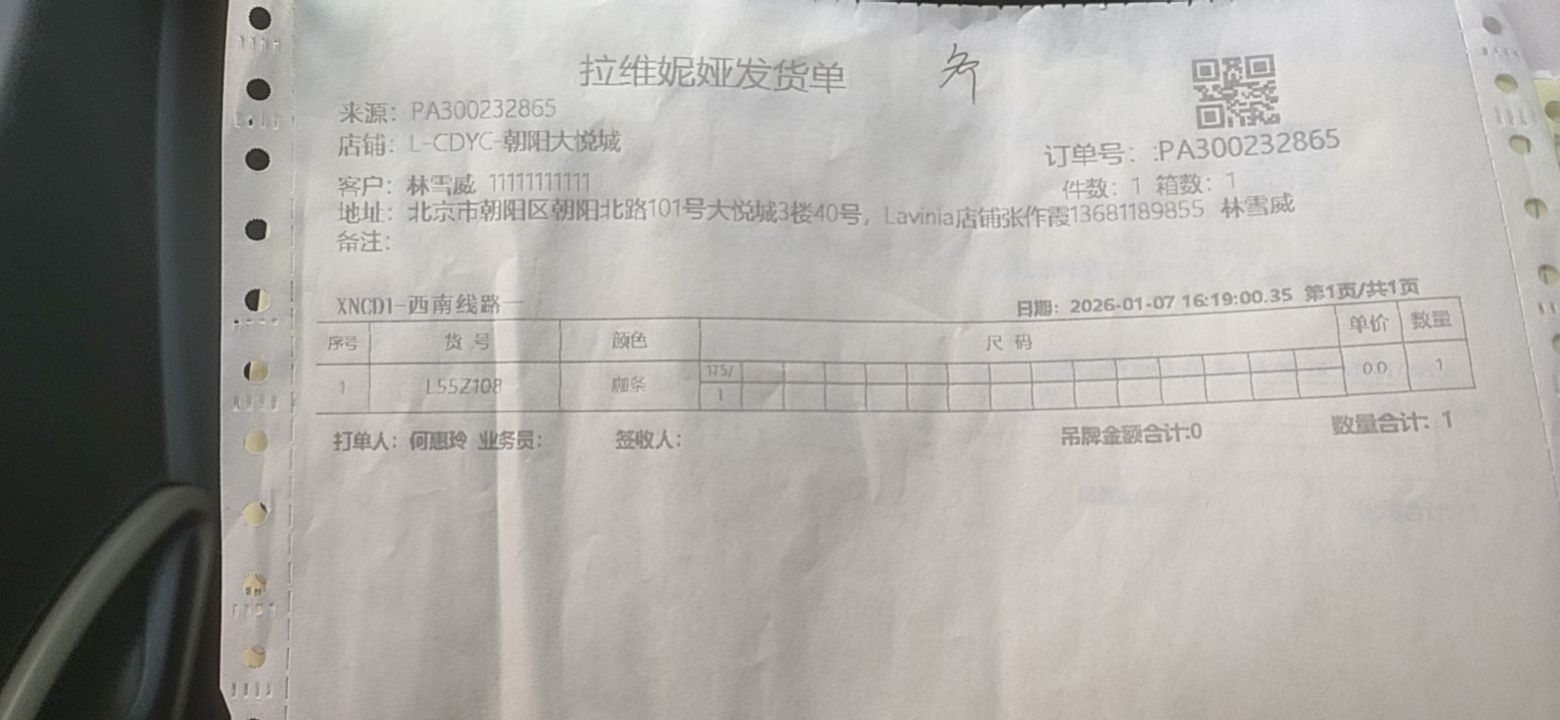 拉维妮娅发货单
来源：PA300232865
店铺：L-CDYC-朝阳大悦城
订单号：:PA300232865
客户：林雪威 11111111111
件数：1 箱数：1
地址：北京市朝阳区朝阳北路101号大悦城3楼40号，Lavinia店铺张作霞13681189855 林雪威
备注：
XNCD1-西南线路一
日期：2026-01-07 16:19:00.35 第1页/共1页
序号 货号 颜色 尺码 单价 数量
175/
1 L55Z108 咖条 1 0.0 1
打单人：何惠玲 业务员： 签收人： 吊牌金额合计:0 数量合计：1